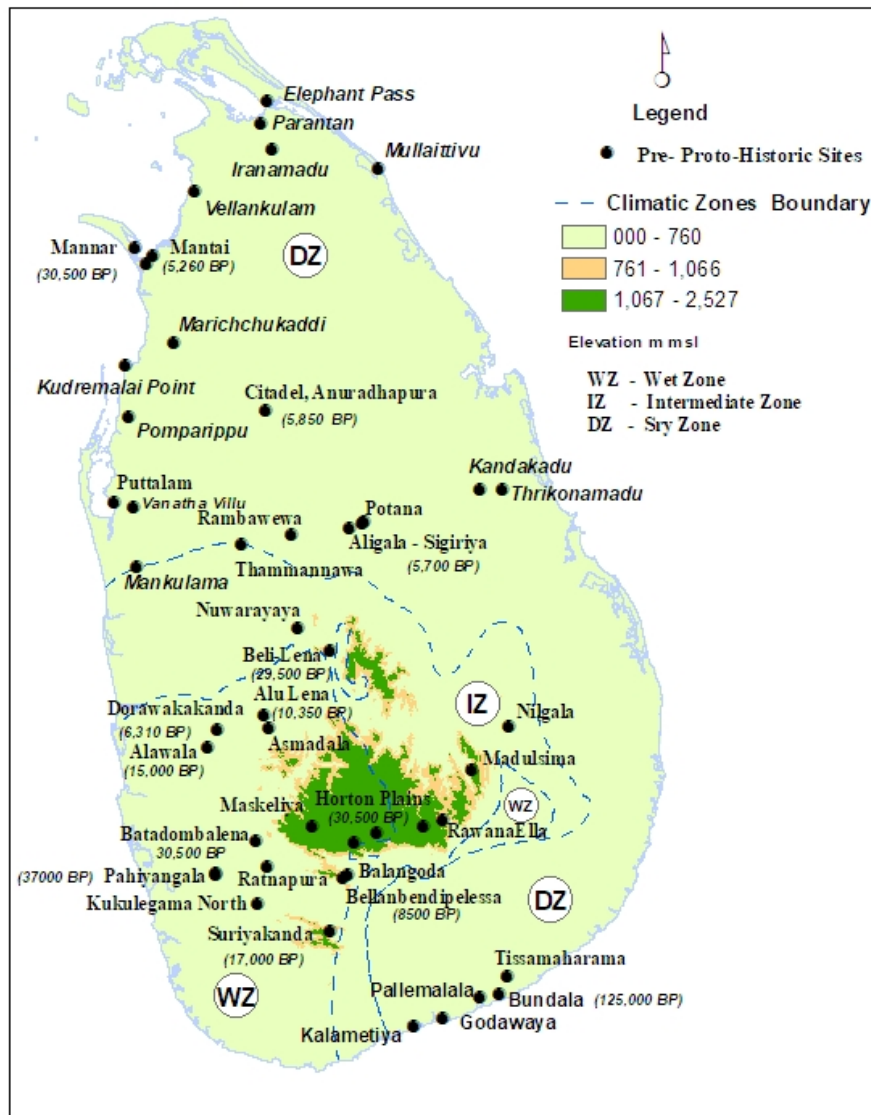 Elephant Pass
Parantan
Iranamadu
Mullaittivu
Vellankulam
Mannar
(30,500 BP)
Mantai
(5,260 BP)
DZ
Marichchukaddi
Kudremalai Point
Citadel, Anuradhapura
(5,850 BP)
Pomparippu
Kandakadu
Thrikonamadu
Puttalam
Vanatha Villu
Potana
Rambawewa
Aligala - Sigiriya
(5,700 BP)
Thammannawa
Mankulama
Nuwarayaya
Beli-Lena
(29,500 BP)
Alu Lena
(10,350 BP)
IZ
Nilgala
Dorawakakanda
(6,310 BP)
Asmadala
Alawala
(15,000 BP)
Madulsima
Maskeliya
Horton Plains
(30,500 BP)
WZ
RawanaElla
Batadombalena
30,500 BP
(37000 BP)
Pahiyangala
Ratnapura
Balangoda
Bellanbendipelessa
(8500 BP)
Kukulegama North
DZ
Suriyakanda
(17,000 BP)
Tissamaharama
WZ
Pallemalala
Bundala (125,000 BP)
Godawaya
Kalametiya
Legend
Pre- Proto-Historic Sites
Climatic Zones Boundary
000 - 760
761 - 1,066
1,067 - 2,527
Elevation m msl
WZ - Wet Zone
IZ - Intermediate Zone
DZ - Sry Zone